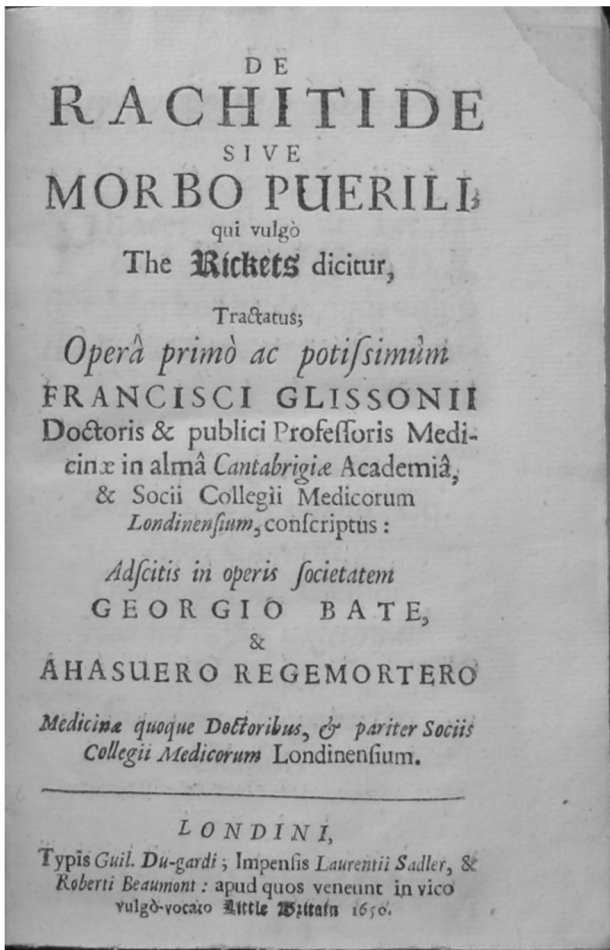 DE
RACHITIDE
SIVE
MORBO PUERILI,
qui vulgò
The Rickets dicitur,
Tractatus;
Operâ primò ac potiſsimùm
FRANCISCI GLISSONII
Doctoris & publici Profeſſoris Medi-
cinæ in almâ Cantabrigiæ Academiâ,
& Socii Collegii Medicorum
Londinenſium, conſcriptus:
Adſcitis in operis ſocietatem
GEORGIO BATE,
&
AHASUERO REGEMORTERO
Medicinæ quoque Doctoribus, & pariter Sociis
Collegii Medicorum Londinenſium.
LONDINI,
Typis Guil. Du-gardi; Impenſis Laurentii Sadler, &
Roberti Beaumont: apud quos veneunt in vico
vulgò-vocato Little Britain 1650.